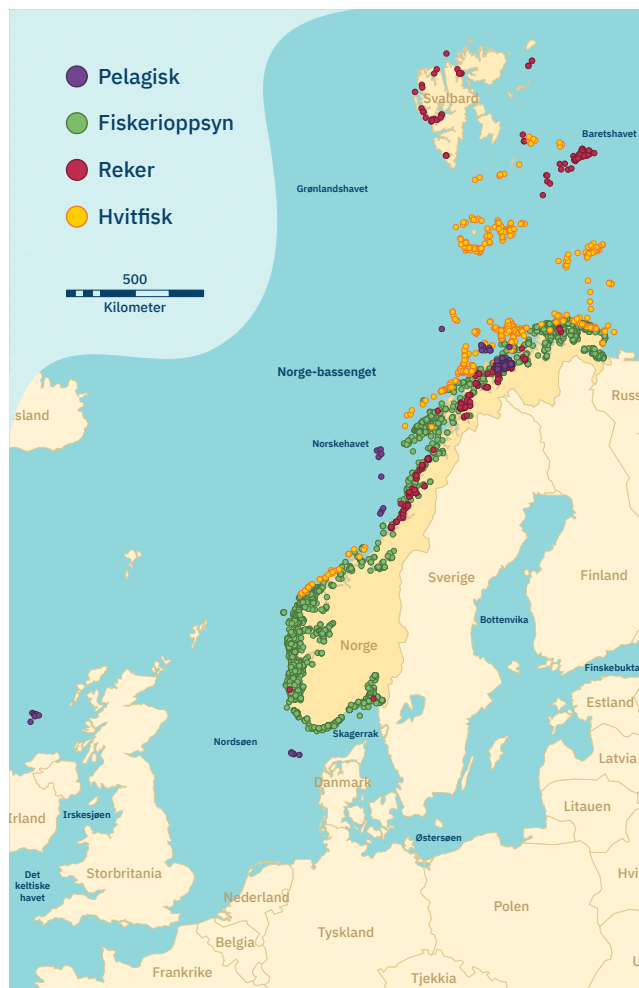 Pelagisk
Fiskerioppsyn
Reker
Hvitfisk
500
Kilometer
Svalbard
Baretshavet
Grønlandshavet
Norge-bassenget
Russ
sland
Norskehavet
Sverige
Finland
Bottenvika
Norge
Finskebukta
Estland
Nordsøen
Skagerrak
Latvia
Danmark
Litauen
Irland
Irskesjøen
Østersøen
Det
keltiske
havet
Storbritania
Hvi
Nederland
Polen
Tyskland
Belgia
Frankrike
Tjekkia
U